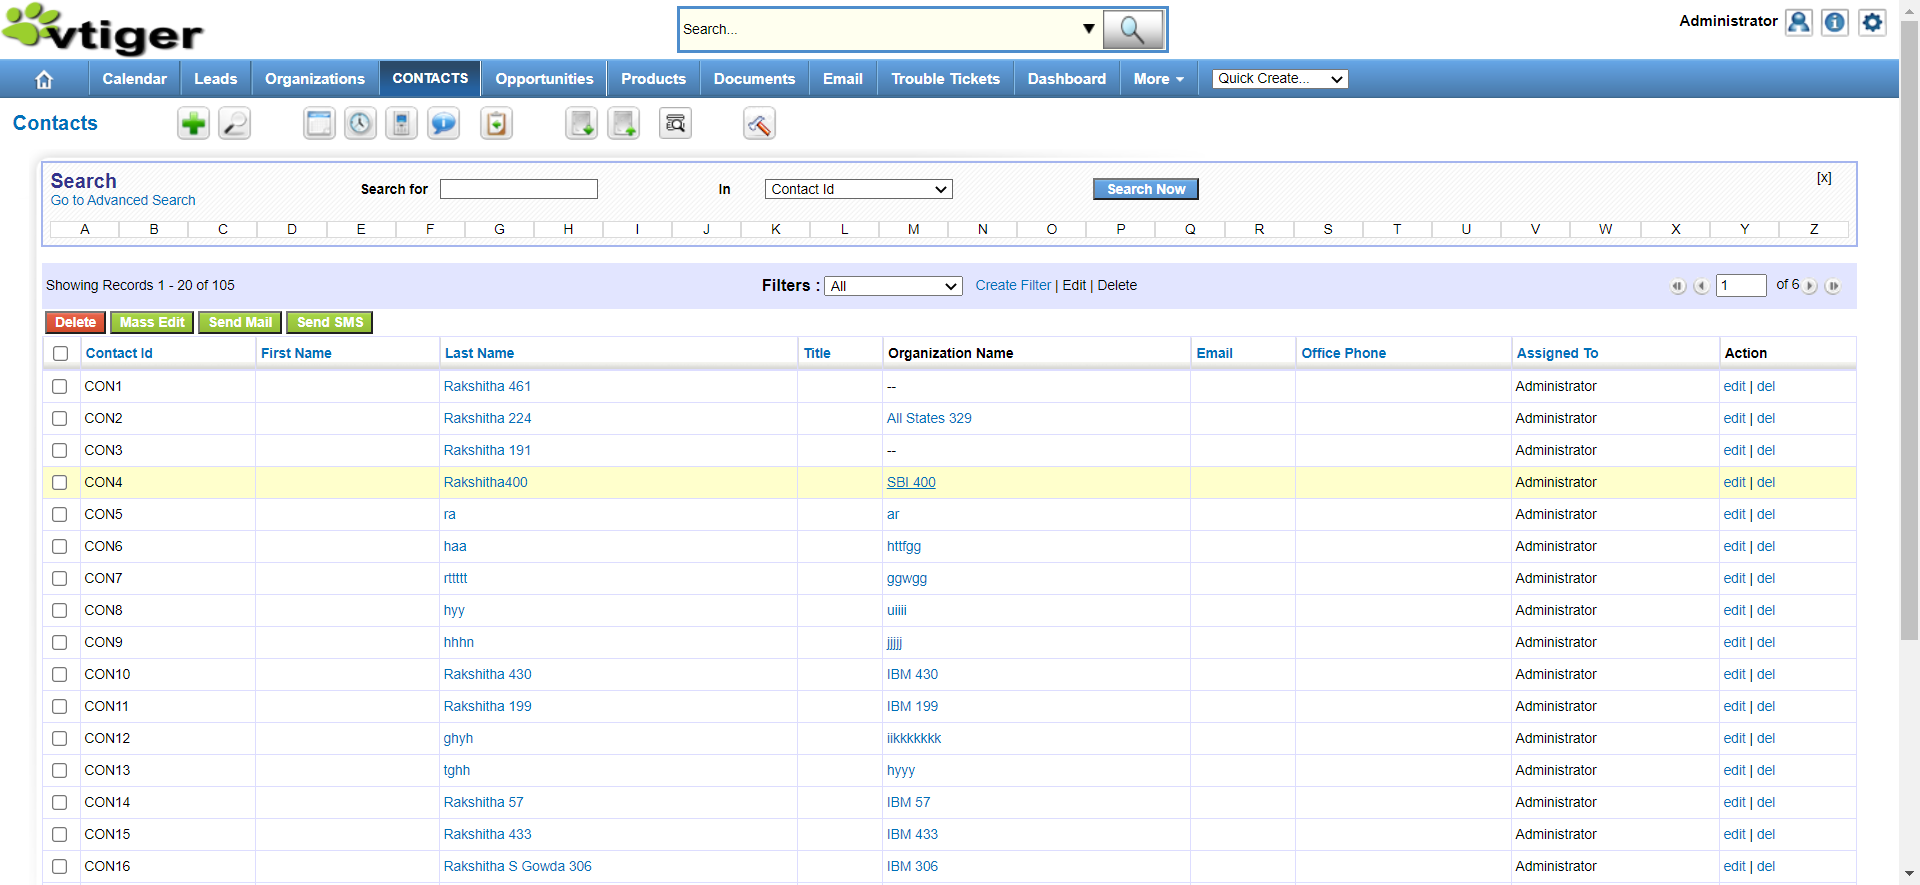 vtiger
Search...
Administrator
Calendar Leads Organizations CONTACTS Opportunities Products Documents Email Trouble Tickets Dashboard More Quick Create...
Contacts
Search
Go to Advanced Search
Search for In Contact Id Search Now [x]
A B C D E F G H I J K L M N O P Q R S T U V W X Y Z
Showing Records 1 - 20 of 105 Filters : All Create Filter | Edit | Delete 1 of 6
Delete Mass Edit Send Mail Send SMS
Contact Id First Name Last Name Title Organization Name Email Office Phone Assigned To Action
CON1 Rakshitha 461 -- Administrator edit | del
CON2 Rakshitha 224 All States 329 Administrator edit | del
CON3 Rakshitha 191 -- Administrator edit | del
CON4 Rakshitha400 SBI 400 Administrator edit | del
CON5 ra ar Administrator edit | del
CON6 haa httfgg Administrator edit | del
CON7 rttttt ggwgg Administrator edit | del
CON8 hyy uiiii Administrator edit | del
CON9 hhhn jjjjj Administrator edit | del
CON10 Rakshitha 430 IBM 430 Administrator edit | del
CON11 Rakshitha 199 IBM 199 Administrator edit | del
CON12 ghyh iikkkkkkk Administrator edit | del
CON13 tghh hyyy Administrator edit | del
CON14 Rakshitha 57 IBM 57 Administrator edit | del
CON15 Rakshitha 433 IBM 433 Administrator edit | del
CON16 Rakshitha S Gowda 306 IBM 306 Administrator edit | del